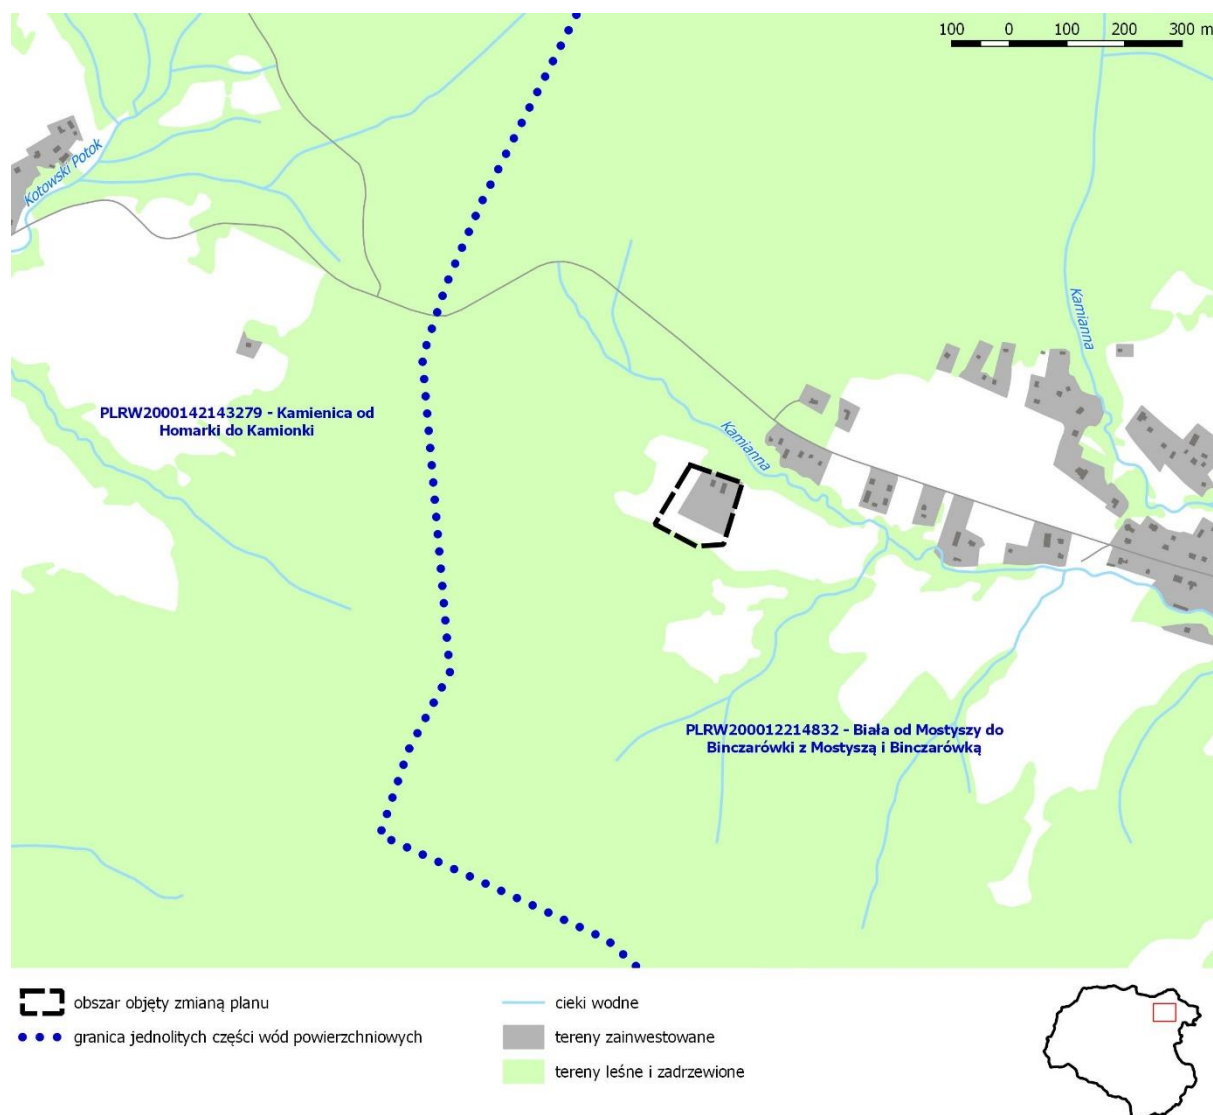 100 0 100 200 300 m
Kotowski Potok
Kamianna
PLRW2000142143279 - Kamienica od
Homarki do Kamionki
Kamianna
PLRW200012214832 - Biała od Mostyszy do
Binczarówki z Mostyszą i Binczarówką
obszar objęty zmianą planu
granica jednolitych części wód powierzchniowych
cieki wodne
tereny zainwestowane
tereny leśne i zadrzewione